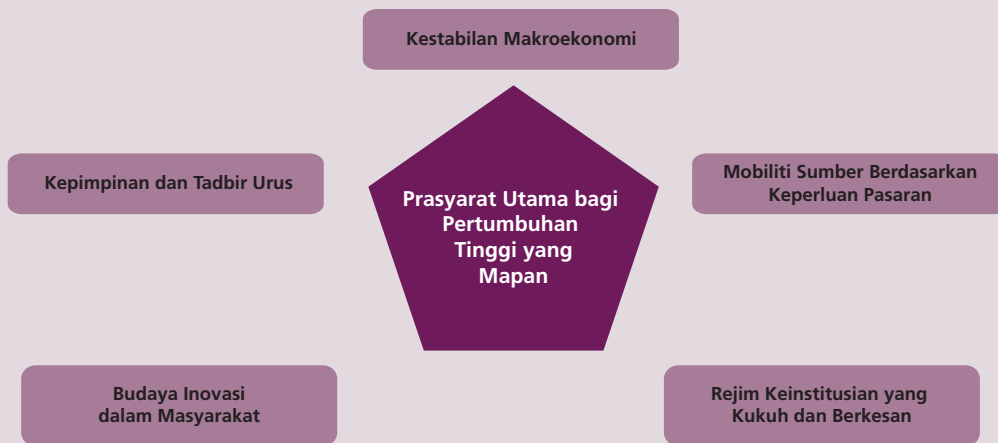 Kestabilan Makroekonomi
Kepimpinan dan Tadbir Urus
Mobiliti Sumber Berdasarkan
Keperluan Pasaran
Prasyarat Utama bagi
Pertumbuhan
Tinggi yang
Mapan
Budaya Inovasi
dalam Masyarakat
Rejim Keinstitusian yang
Kukuh dan Berkesan